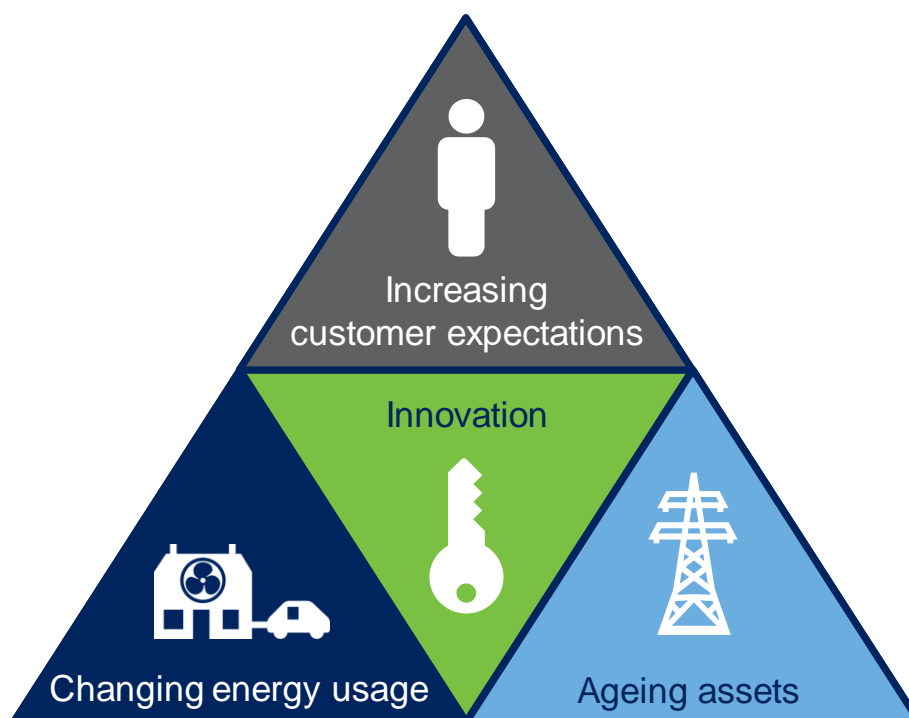 Increasing
customer expectations
Innovation
Changing energy usage
Ageing assets